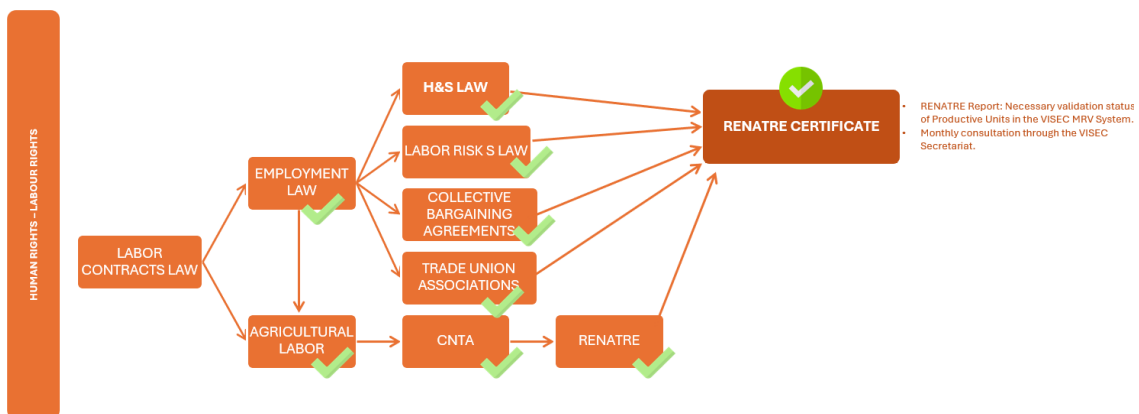 HUMAN RIGHTS – LABOUR RIGHTS
LABOR
CONTRACTS LAW
EMPLOYMENT
LAW
AGRICULTURAL
LABOR
H&S LAW
LABOR RISK S LAW
COLLECTIVE
BARGAINING
AGREEMENTS
TRADE UNION
ASSOCIATIONS
CNTA
RENATRE
RENATRE CERTIFICATE
• RENATRE Report: Necessary validation status
of Productive Units in the VISEC MRV System.
• Monthly consultation through the VISEC
Secretariat.